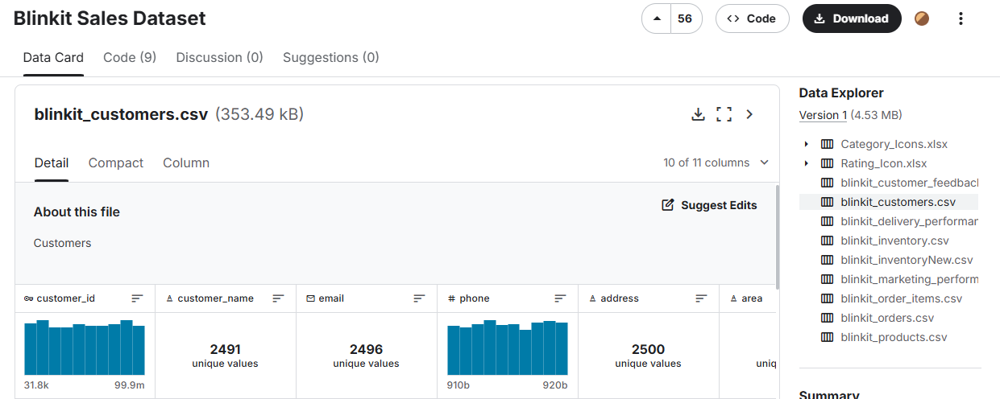 Blinkit Sales Dataset
56
Code
Download
Data Card
Code (9)
Discussion (0)
Suggestions (0)
blinkit_customers.csv (353.49 kB)
Detail
Compact
Column
10 of 11 columns
About this file
Suggest Edits
Customers
customer_id
customer_name
email
# phone
address
area
31.8k
99.9m
2491
unique values
2496
unique values
910b
920b
2500
unique values
uniq
Data Explorer
Version 1 (4.53 MB)
Category_Icons.xlsx
Rating_Icon.xlsx
blinkit_customer_feedbac
blinkit_customers.csv
blinkit_delivery_performan
blinkit_inventory.csv
blinkit_inventoryNew.csv
blinkit_marketing_perform
blinkit_order_items.csv
blinkit_orders.csv
blinkit_products.csv
Summary